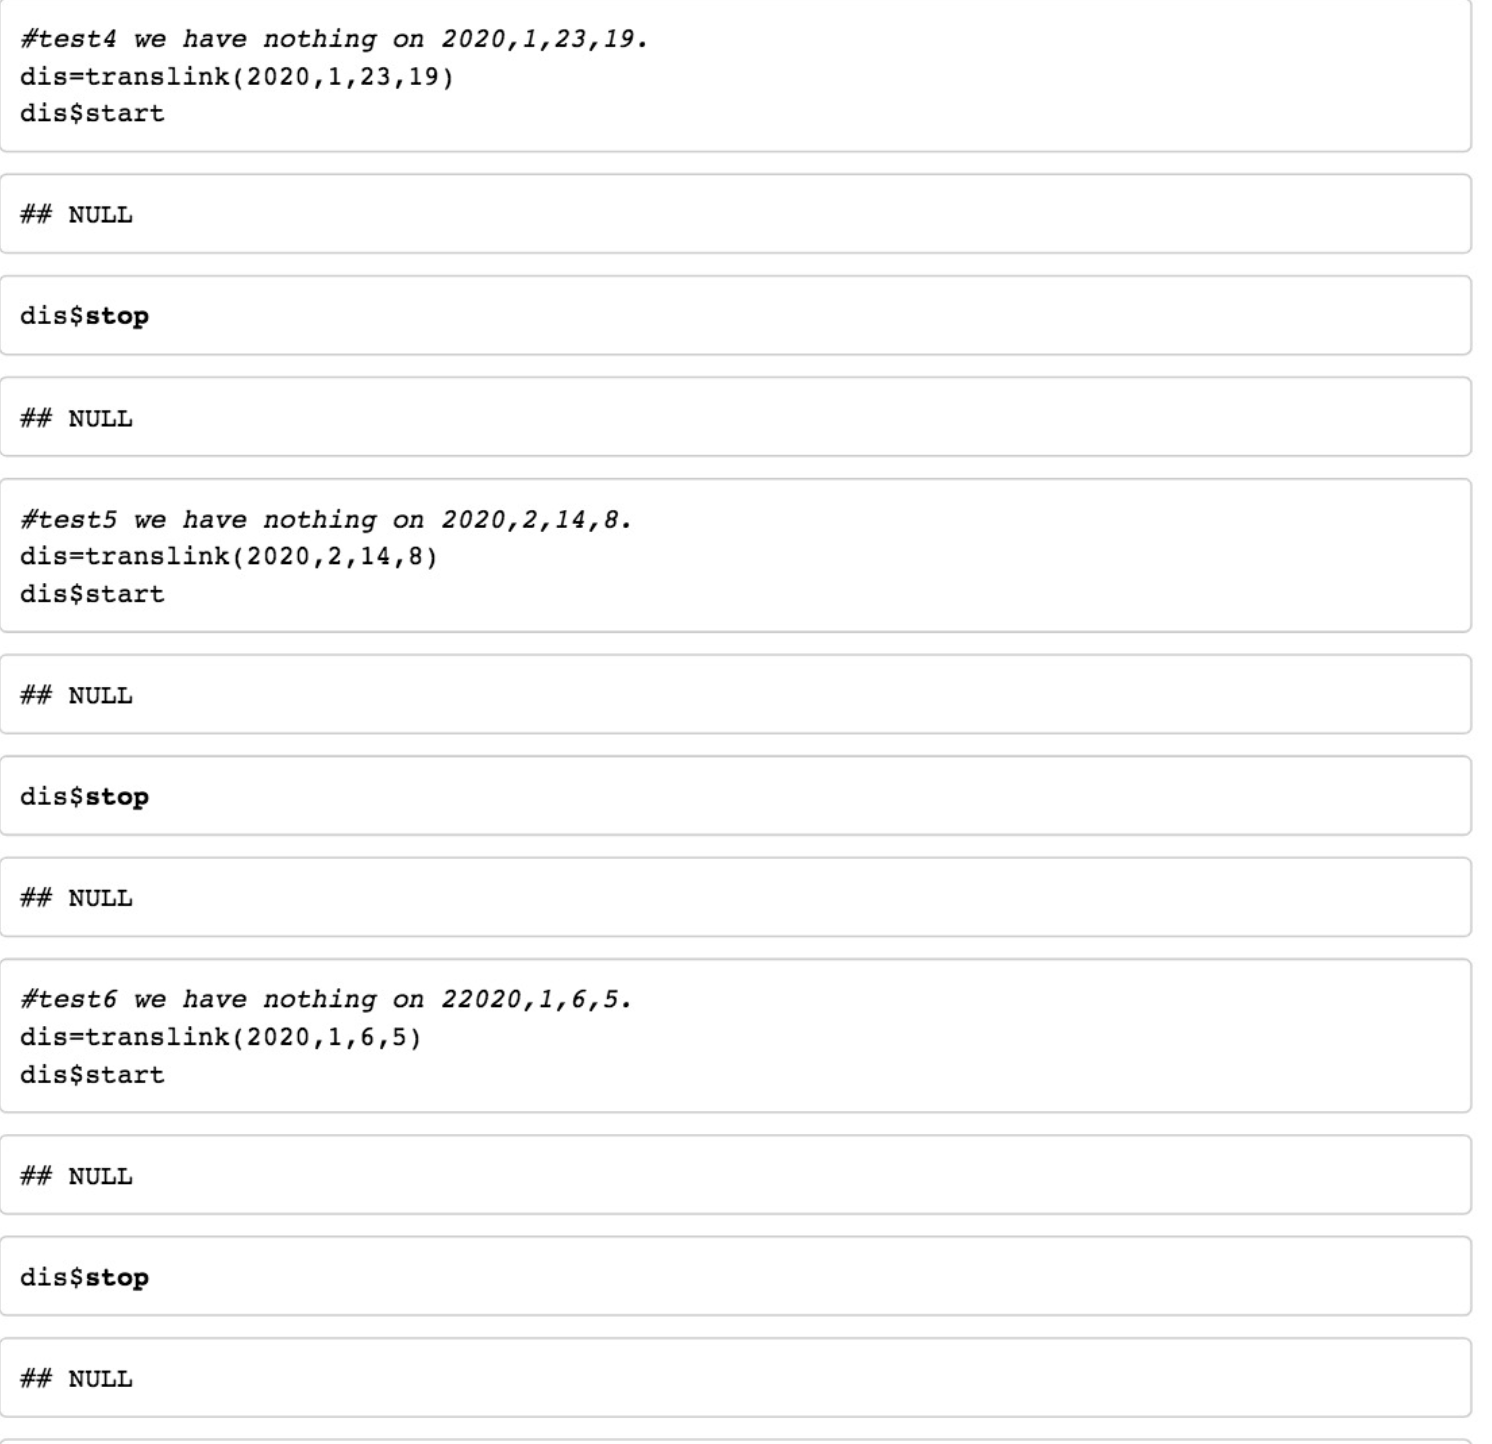 #test4 we have nothing on 2020,1,23,19.
dis=translink(2020,1,23,19)
dis$start
## NULL
dis$stop
## NULL
#test5 we have nothing on 2020,2,14,8.
dis=translink(2020,2,14,8)
dis$start
## NULL
dis$stop
## NULL
#test6 we have nothing on 22020,1,6,5.
dis=translink(2020,1,6,5)
dis$start
## NULL
dis$stop
## NULL